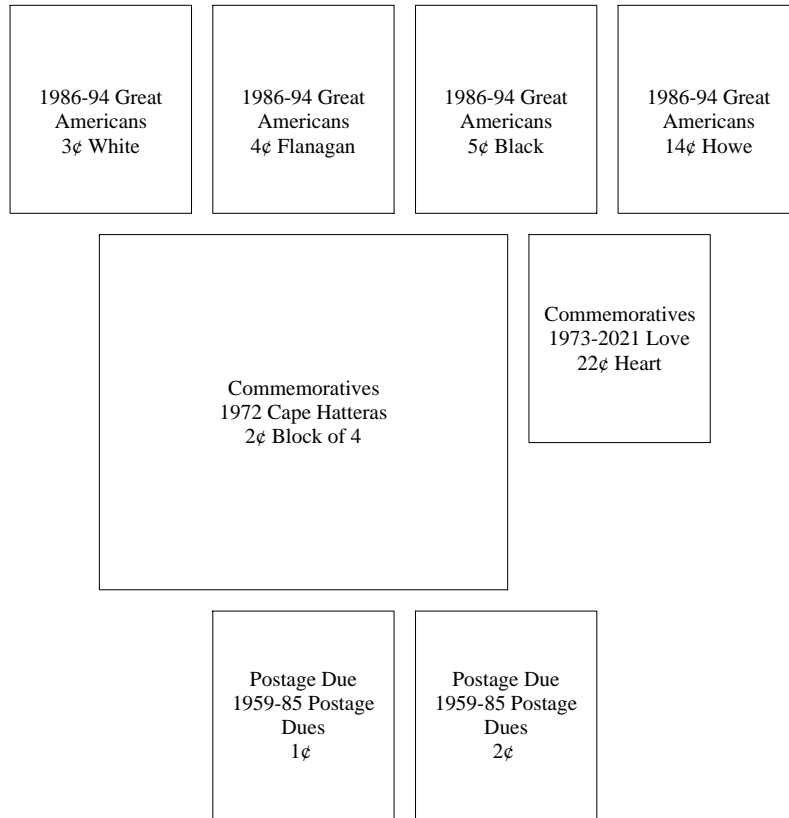 1986-94 Great
Americans
3¢ White
1986-94 Great
Americans
4¢ Flanagan
1986-94 Great
Americans
5¢ Black
1986-94 Great
Americans
14¢ Howe
Commemoratives
1972 Cape Hatteras
2¢ Block of 4
Commemoratives
1973-2021 Love
22¢ Heart
Postage Due
1959-85 Postage
Dues
1¢
Postage Due
1959-85 Postage
Dues
2¢